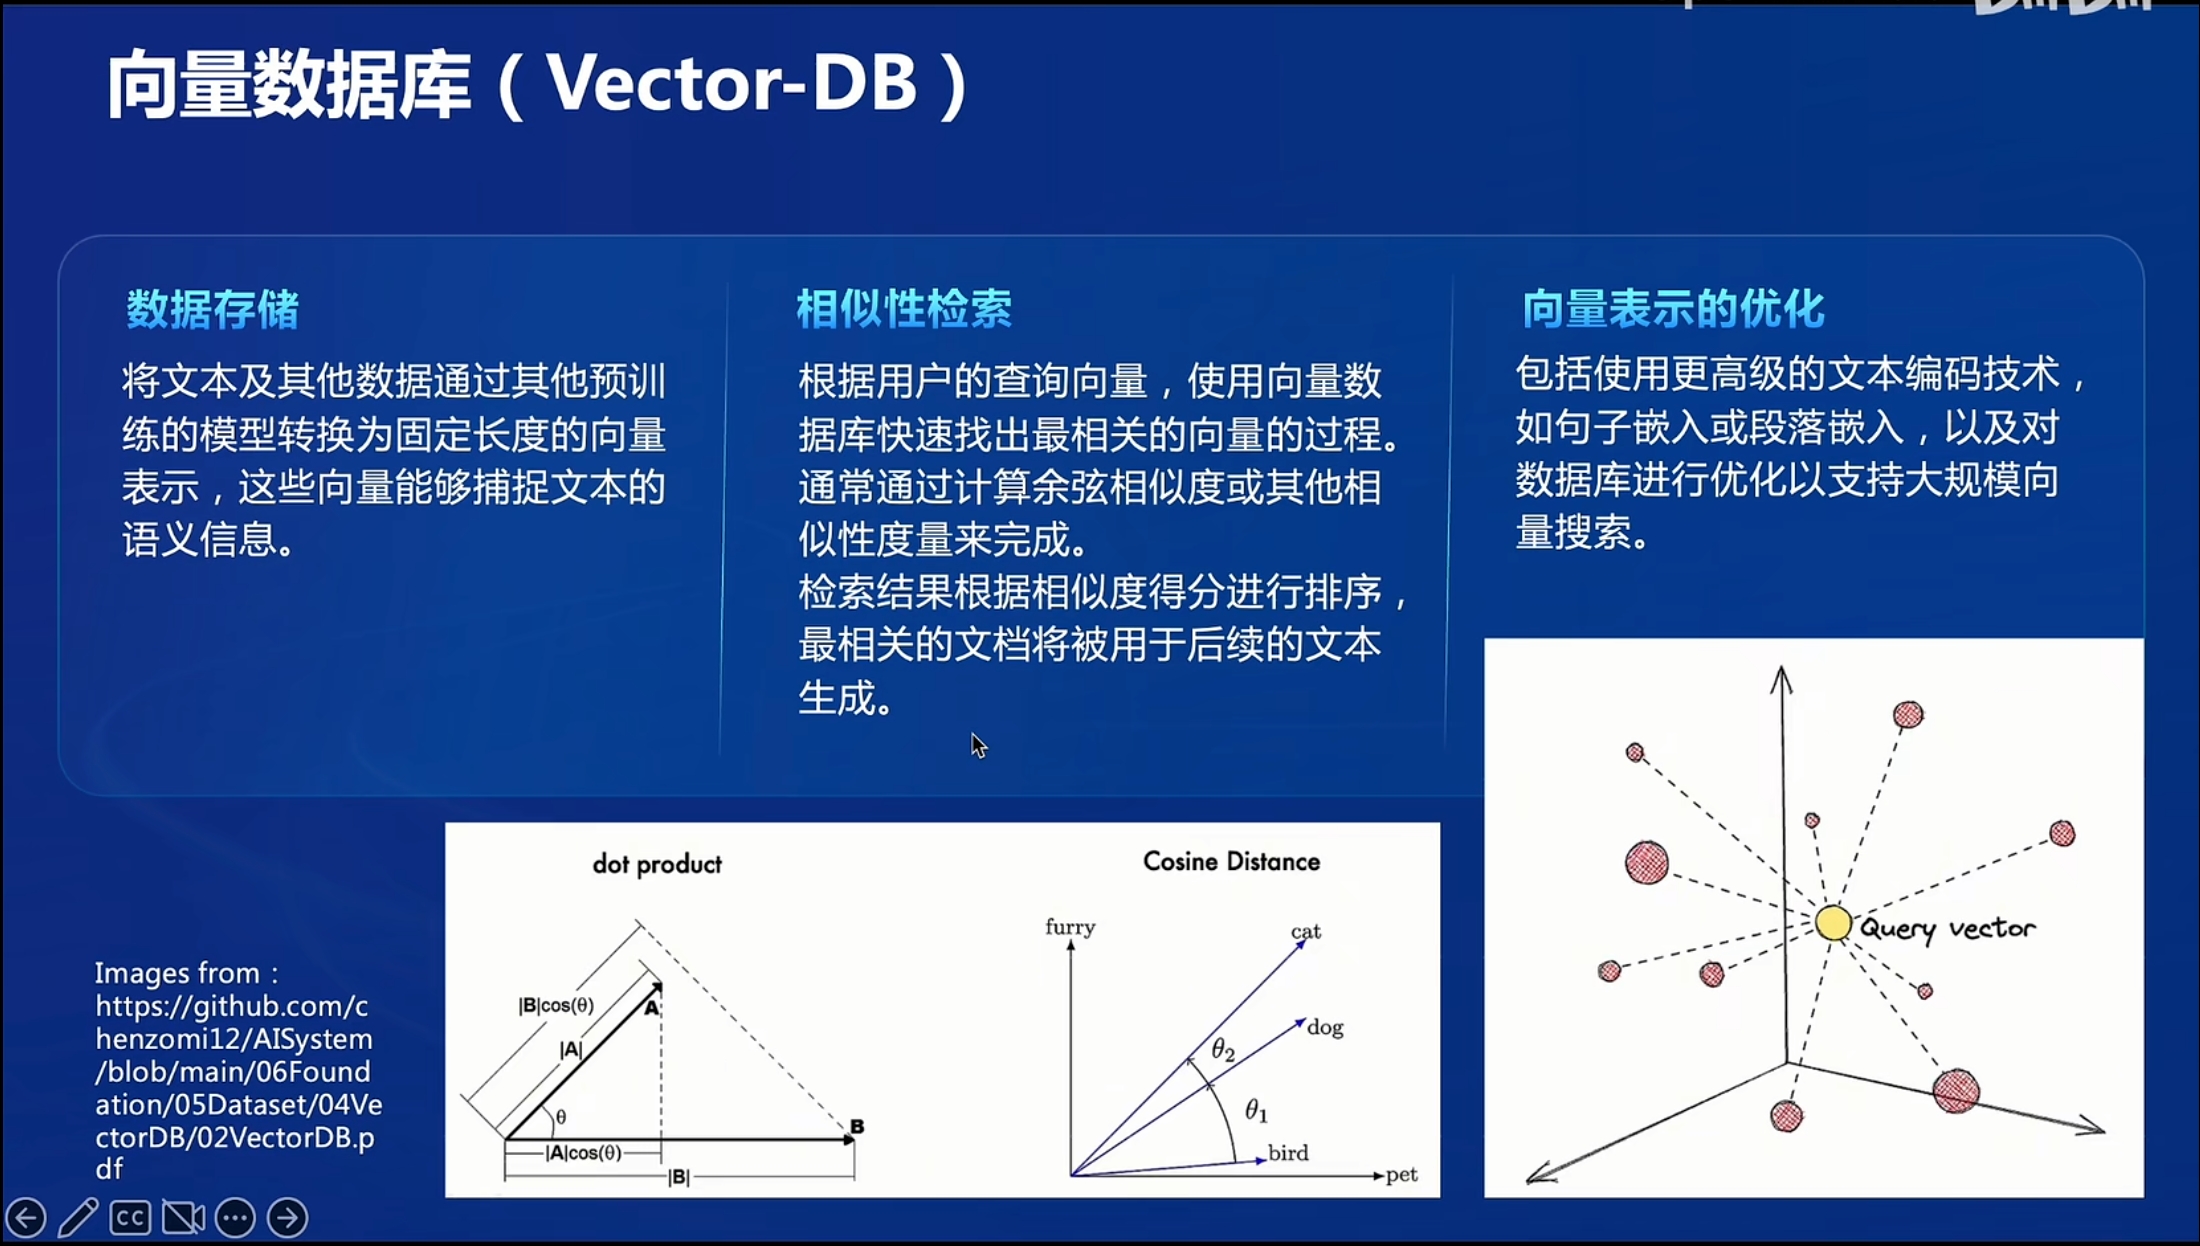 向量数据库（Vector-DB）
数据存储
将文本及其他数据通过其他预训
练的模型转换为固定长度的向量
表示，这些向量能够捕捉文本的
语义信息。
相似性检索
根据用户的查询向量，使用向量数
据库快速找出最相关的向量的过程。
通常通过计算余弦相似度或其他相
似性度量来完成。
检索结果根据相似度得分进行排序，
最相关的文档将被用于后续的文本
生成。
向量表示的优化
包括使用更高级的文本编码技术，
如句子嵌入或段落嵌入，以及对
数据库进行优化以支持大规模向
量搜索。
Images from：
https://github.com/c
henzomi12/AISystem
/blob/main/06Found
ation/05Dataset/04Ve
ctorDB/02VectorDB.p
df
dot product
|B|cos(θ)
A
|A|
θ
B
|A|cos(θ)
|B|
Cosine Distance
furry
cat
dog
θ2
θ1
bird
pet
Query vector
CC